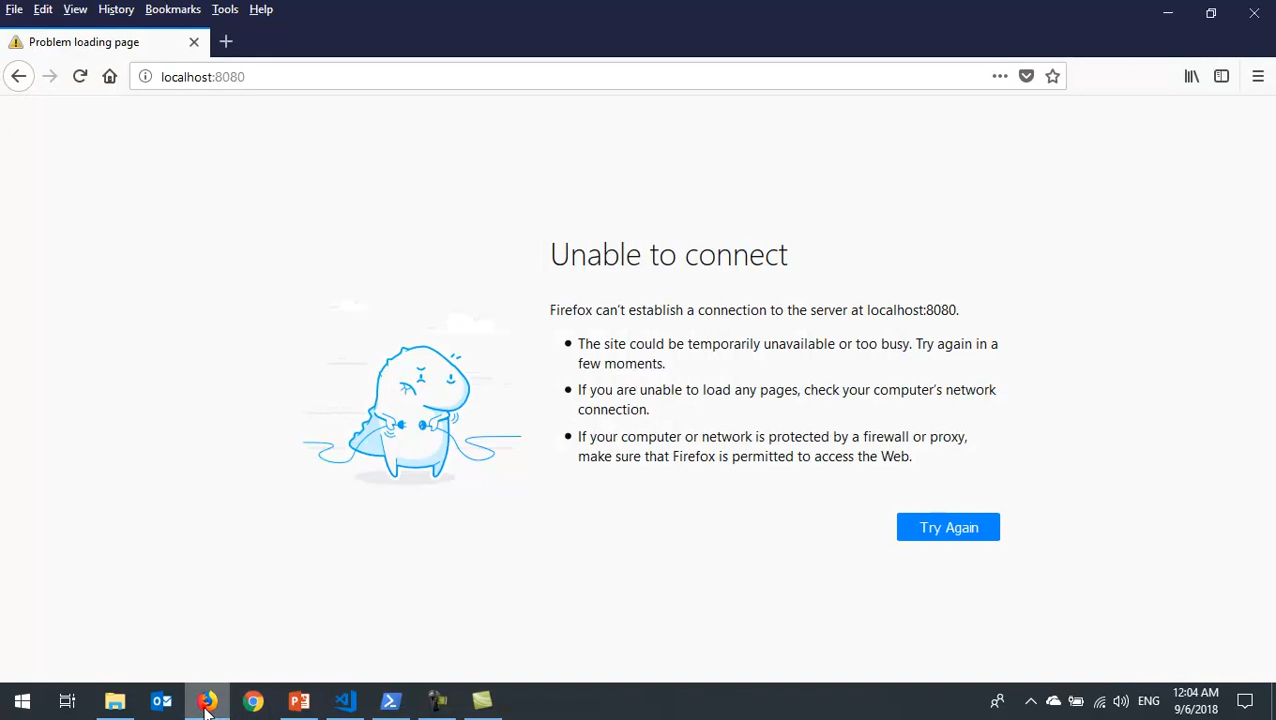 File Edit View History Bookmarks Tools Help
Problem loading page
localhost:8080
Unable to connect
Firefox can't establish a connection to the server at localhost:8080.
The site could be temporarily unavailable or too busy. Try again in a
few moments.
If you are unable to load any pages, check your computer's network
connection.
If your computer or network is protected by a firewall or proxy,
make sure that Firefox is permitted to access the Web.
Try Again
ENG
12:04 AM
9/6/2018